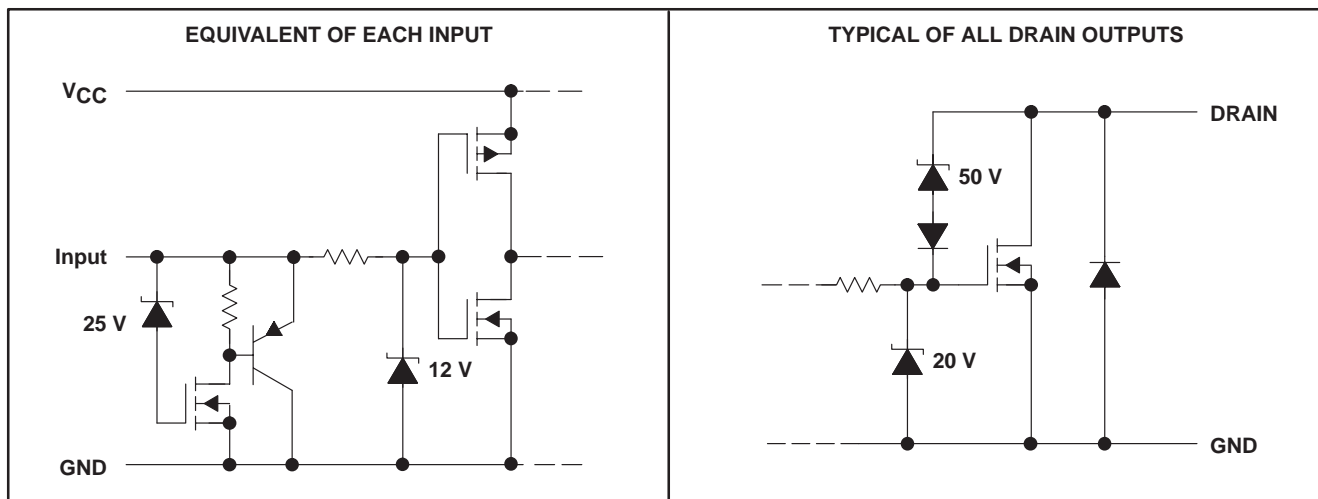 EQUIVALENT OF EACH INPUT
VCC
Input
25 V
12 V
GND
TYPICAL OF ALL DRAIN OUTPUTS
DRAIN
50 V
20 V
GND